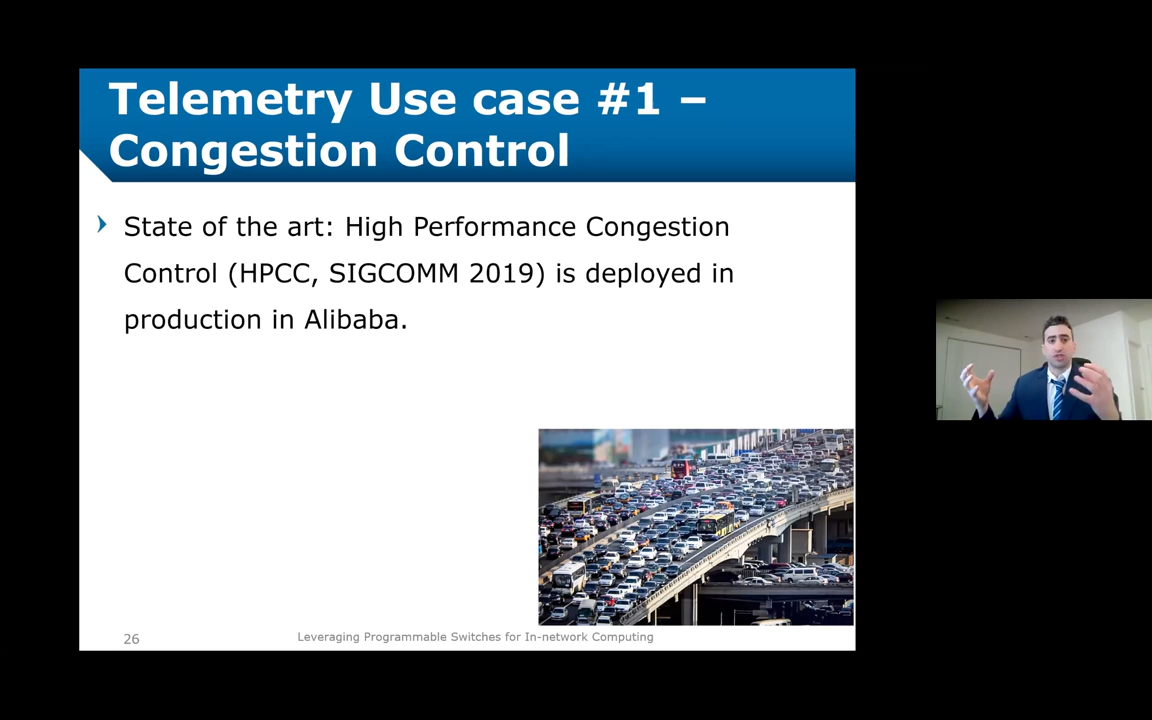 Telemetry Use case #1 –
Congestion Control
State of the art: High Performance Congestion
Control (HPCC, SIGCOMM 2019) is deployed in
production in Alibaba.
26
Leveraging Programmable Switches for In-network Computing